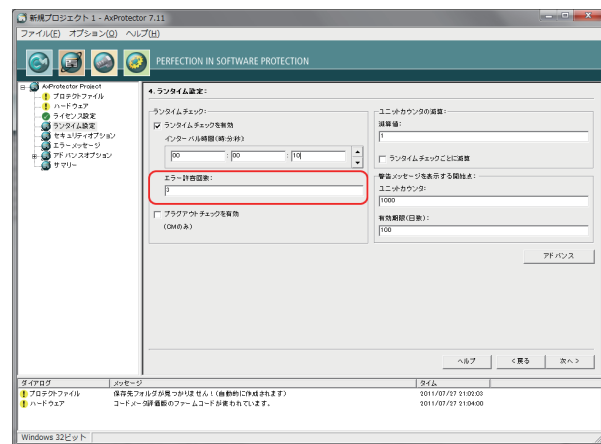 新規プロジェクト 1 - AxProtector 7.11
ファイル(F) オプション(O) ヘルプ(H)
PERFECTION IN SOFTWARE PROTECTION
AxProtector Project
プロテクトファイル
ハードウェア
ライセンス設定
ランタイム設定
セキュリティオプション
エラーメッセージ
アドバンスオプション
サマリー
4. ランタイム設定:
ランタイムチェック:
ランタイムチェックを有効
インターバル時間(時:分:秒):
00 : 00 : 10
エラー許容回数:
3
プラグアウトチェックを有効
(CMのみ)
ユニットカウンタの減算:
減算値:
1
ランタイムチェックごとに減算
警告メッセージを表示する開始点:
ユニットカウンタ:
1000
有効期限(日数):
100
アドバンス
ヘルプ
< 戻る
次へ >
ダイアログ メッセージ タイム
プロテクトファイル 保存先フォルダが見つかりません!(自動的に作成されます) 2011/07/27 21:02:03
ハードウェア コードメータ評価版のファームコードが使われています。 2011/07/27 21:04:00
Windows 32ビット